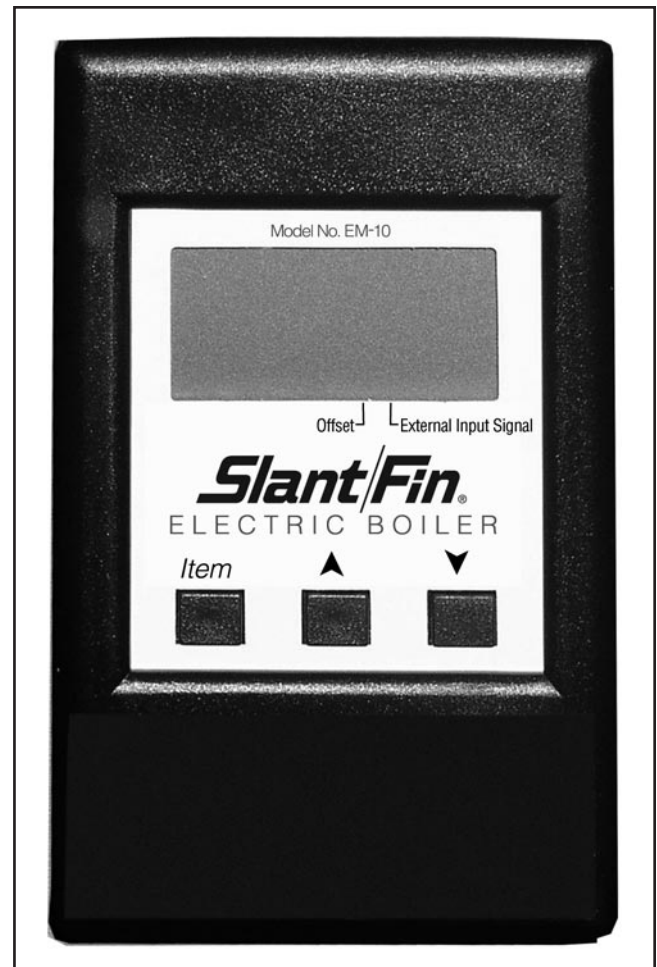 Model No. EM-10
Offset External Input Signal
Slant/Fin®
ELECTRIC BOILER
Item